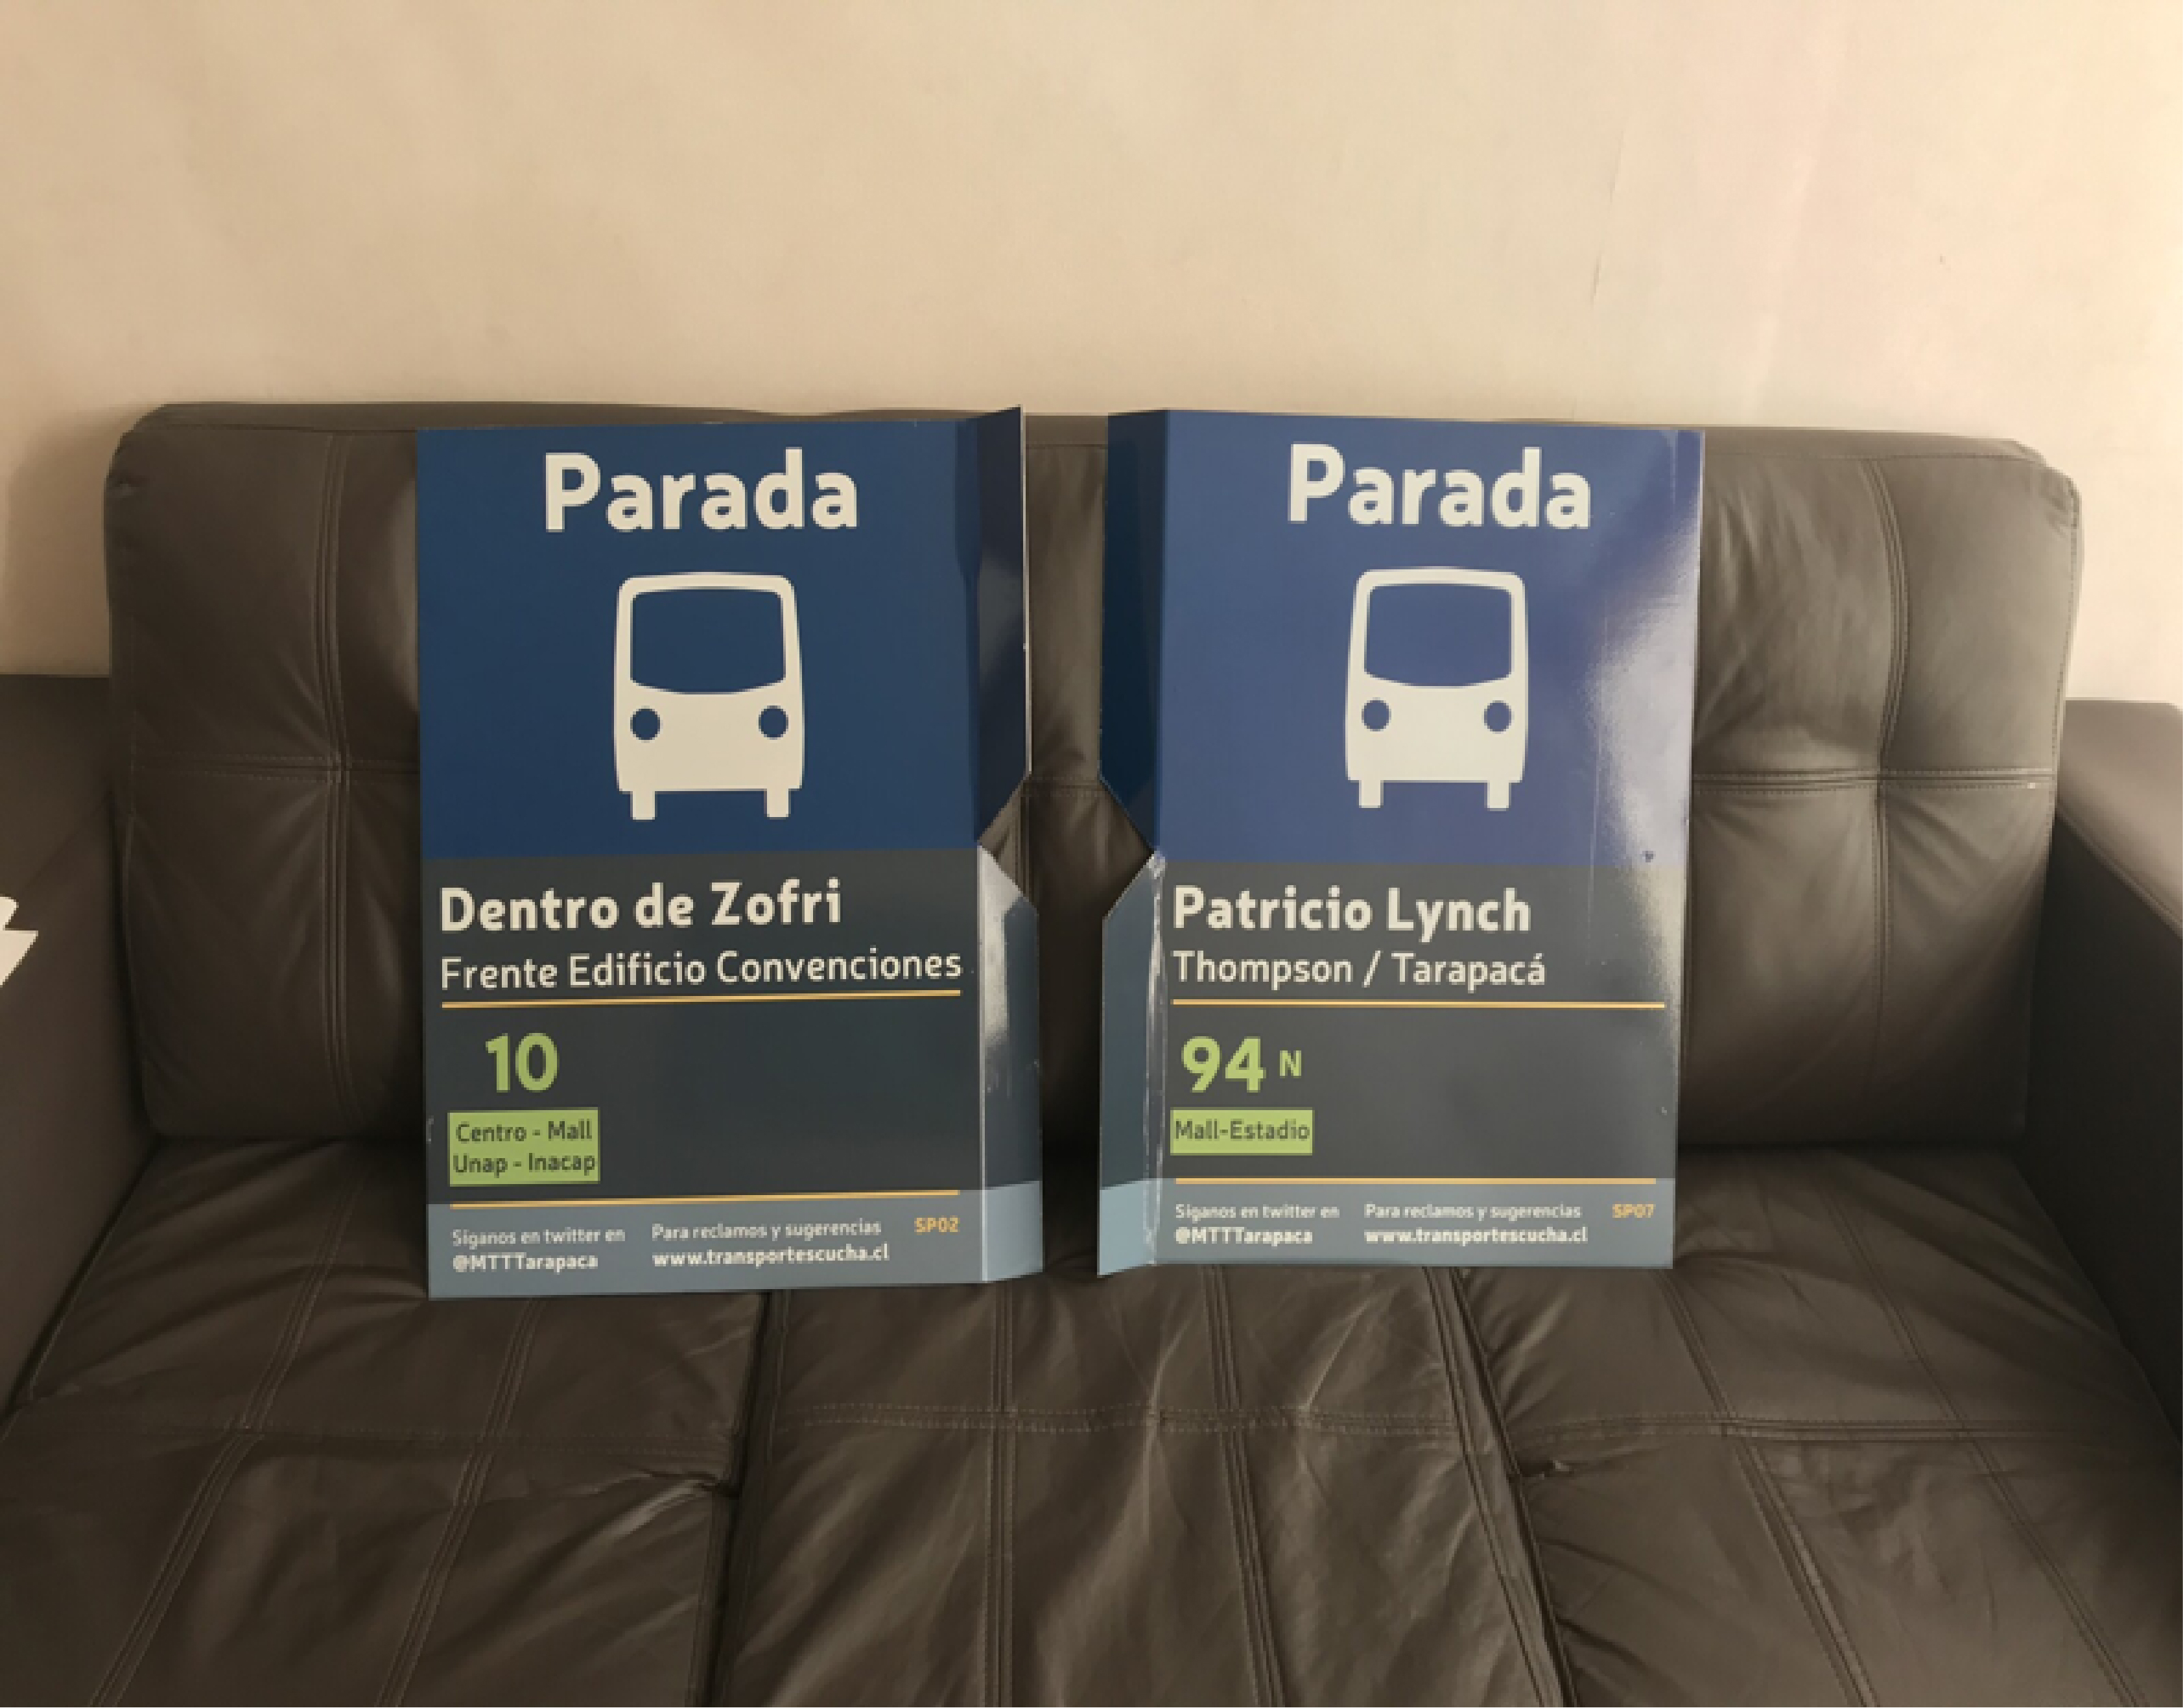 Parada
Dentro de Zofri
Frente Edificio Convenciones
10
Centro - Mall
Unap - Inacap
Síganos en twitter en
@MTTTarapaca
Para reclamos y sugerencias
www.transportescucha.cl
SP02
Parada
Patricio Lynch
Thompson / Tarapacá
94 N
Mall-Estadio
Síganos en twitter en
@MTTTarapaca
Para reclamos y sugerencias
www.transportescucha.cl
SP07